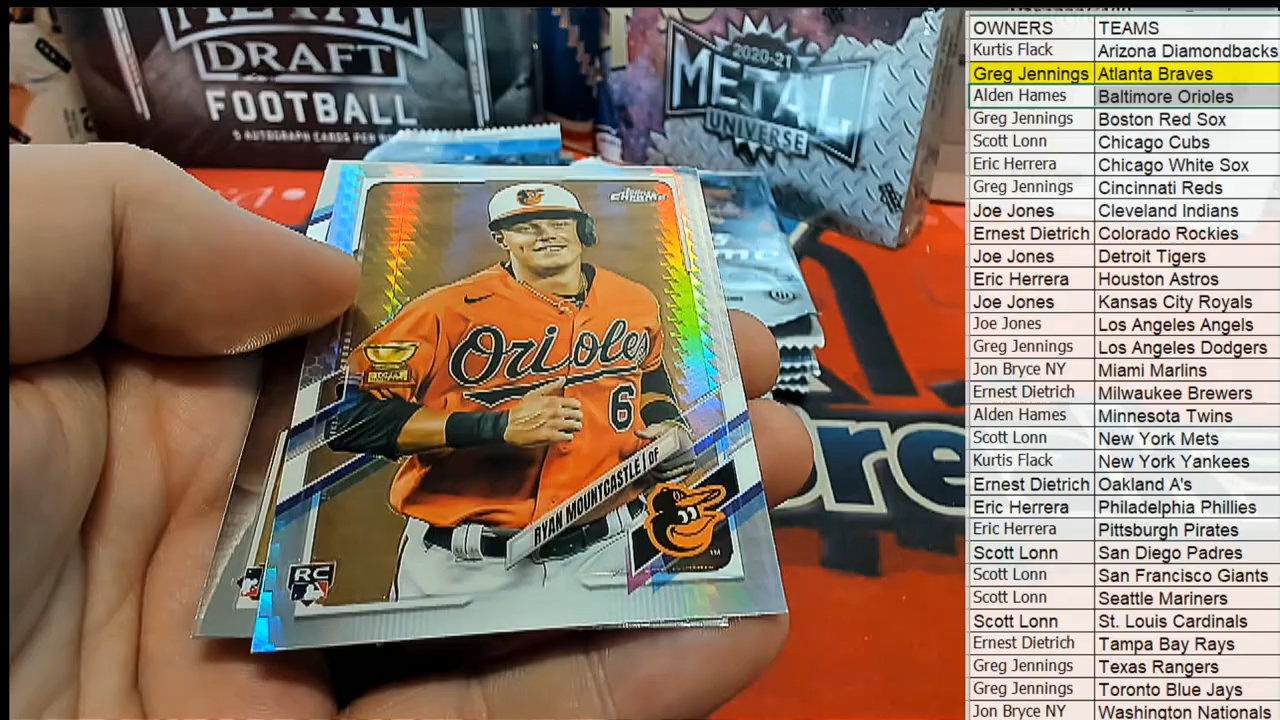 METAL
DRAFT
FOOTBALL
5 AUTOGRAPH CARDS PER
2020-21
METAL
UNIVERSE
Topps
CHROME
Orioles
6
RYAN MOUNTCASTLE | OF
RC
TM
ore
OWNERS TEAMS
Kurtis Flack Arizona Diamondbacks
Greg Jennings Atlanta Braves
Alden Hames Baltimore Orioles
Greg Jennings Boston Red Sox
Scott Lonn Chicago Cubs
Eric Herrera Chicago White Sox
Greg Jennings Cincinnati Reds
Joe Jones Cleveland Indians
Ernest Dietrich Colorado Rockies
Joe Jones Detroit Tigers
Eric Herrera Houston Astros
Joe Jones Kansas City Royals
Joe Jones Los Angeles Angels
Greg Jennings Los Angeles Dodgers
Jon Bryce NY Miami Marlins
Ernest Dietrich Milwaukee Brewers
Alden Hames Minnesota Twins
Scott Lonn New York Mets
Kurtis Flack New York Yankees
Ernest Dietrich Oakland A's
Eric Herrera Philadelphia Phillies
Eric Herrera Pittsburgh Pirates
Scott Lonn San Diego Padres
Scott Lonn San Francisco Giants
Scott Lonn Seattle Mariners
Scott Lonn St. Louis Cardinals
Ernest Dietrich Tampa Bay Rays
Greg Jennings Texas Rangers
Greg Jennings Toronto Blue Jays
Jon Bryce NY Washington Nationals